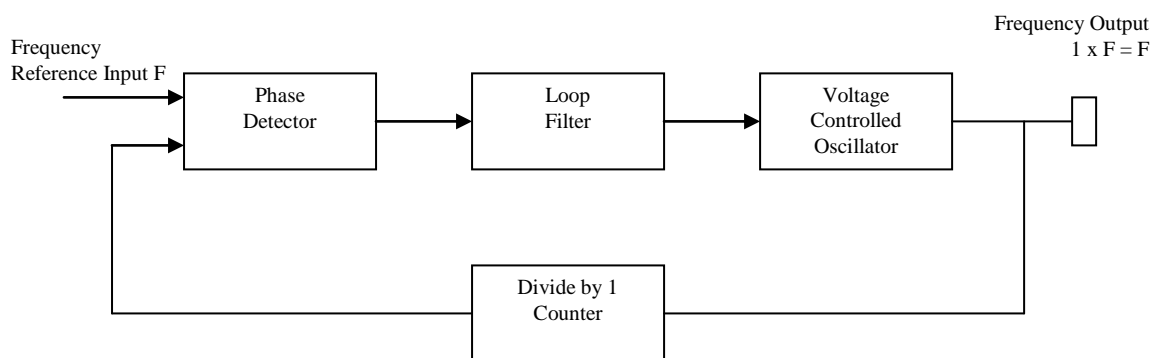 Frequency Output
1 x F = F
Frequency
Reference Input F
Phase
Detector
Loop
Filter
Voltage
Controlled
Oscillator
Divide by 1
Counter